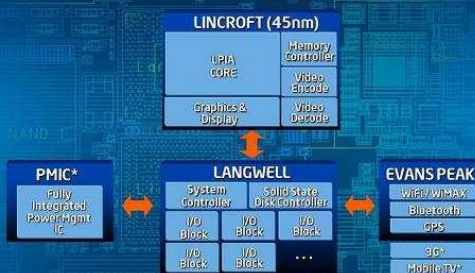 LINCROFT (45nm)
LPIA
CORE
Memory
Controller
Video
Encode
Graphics &
Display
Video
Decode
NAND
PMIC*
Fully
Integrated
Power Mgmt
IC
LANGWELL
System
Controller
Solid State
Disk Controller
I/O
Block
I/O
Block
I/O
Block
I/O
Block
I/O
Block
...
EVANS PEAK
WiFi / WiMAX
Bluetooth
GPS
3G*
Mobile TV*